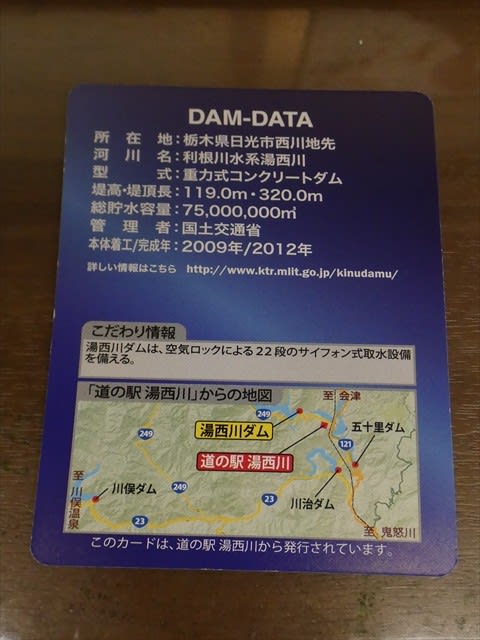 DAM-DATA
所在地:栃木県日光市西川地先
河川名:利根川水系湯西川
型式:重力式コンクリートダム
堤高・堤頂長:119.0m・320.0m
総貯水容量:75,000,000㎥
管理者:国土交通省
本体着工/完成年:2009年/2012年
詳しい情報はこちら http://www.ktr.mlit.go.jp/kinudamu/
こだわり情報
湯西川ダムは、空気ロックによる22段のサイフォン式取水設備
を備える。
「道の駅 湯西川」からの地図
至 会津
249
湯西川ダム
五十里ダム
249
121
道の駅 湯西川
至 川俣温泉
川俣ダム
249
23
川治ダム
23
至 鬼怒川
このカードは、道の駅 湯西川から発行されています。